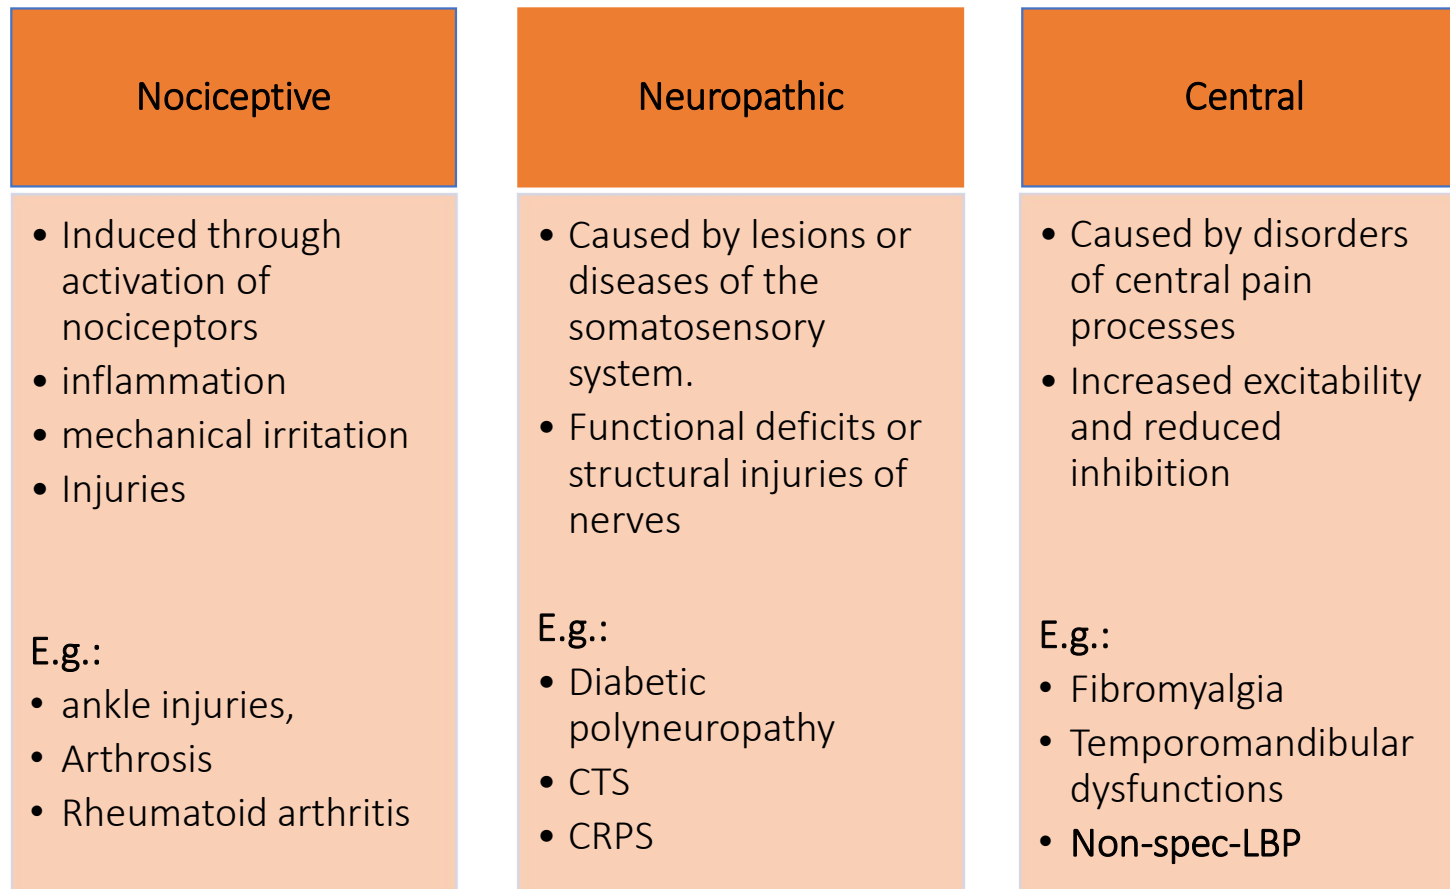 Nociceptive
• Induced through
activation of
nociceptors
• inflammation
• mechanical irritation
• Injuries
E.g.:
• ankle injuries,
• Arthrosis
• Rheumatoid arthritis
Neuropathic
• Caused by lesions or
diseases of the
somatosensory
system.
• Functional deficits or
structural injuries of
nerves
E.g.:
• Diabetic
polyneuropathy
• CTS
• CRPS
Central
• Caused by disorders
of central pain
processes
• Increased excitability
and reduced
inhibition
E.g.:
• Fibromyalgia
• Temporomandibular
dysfunctions
• Non-spec-LBP